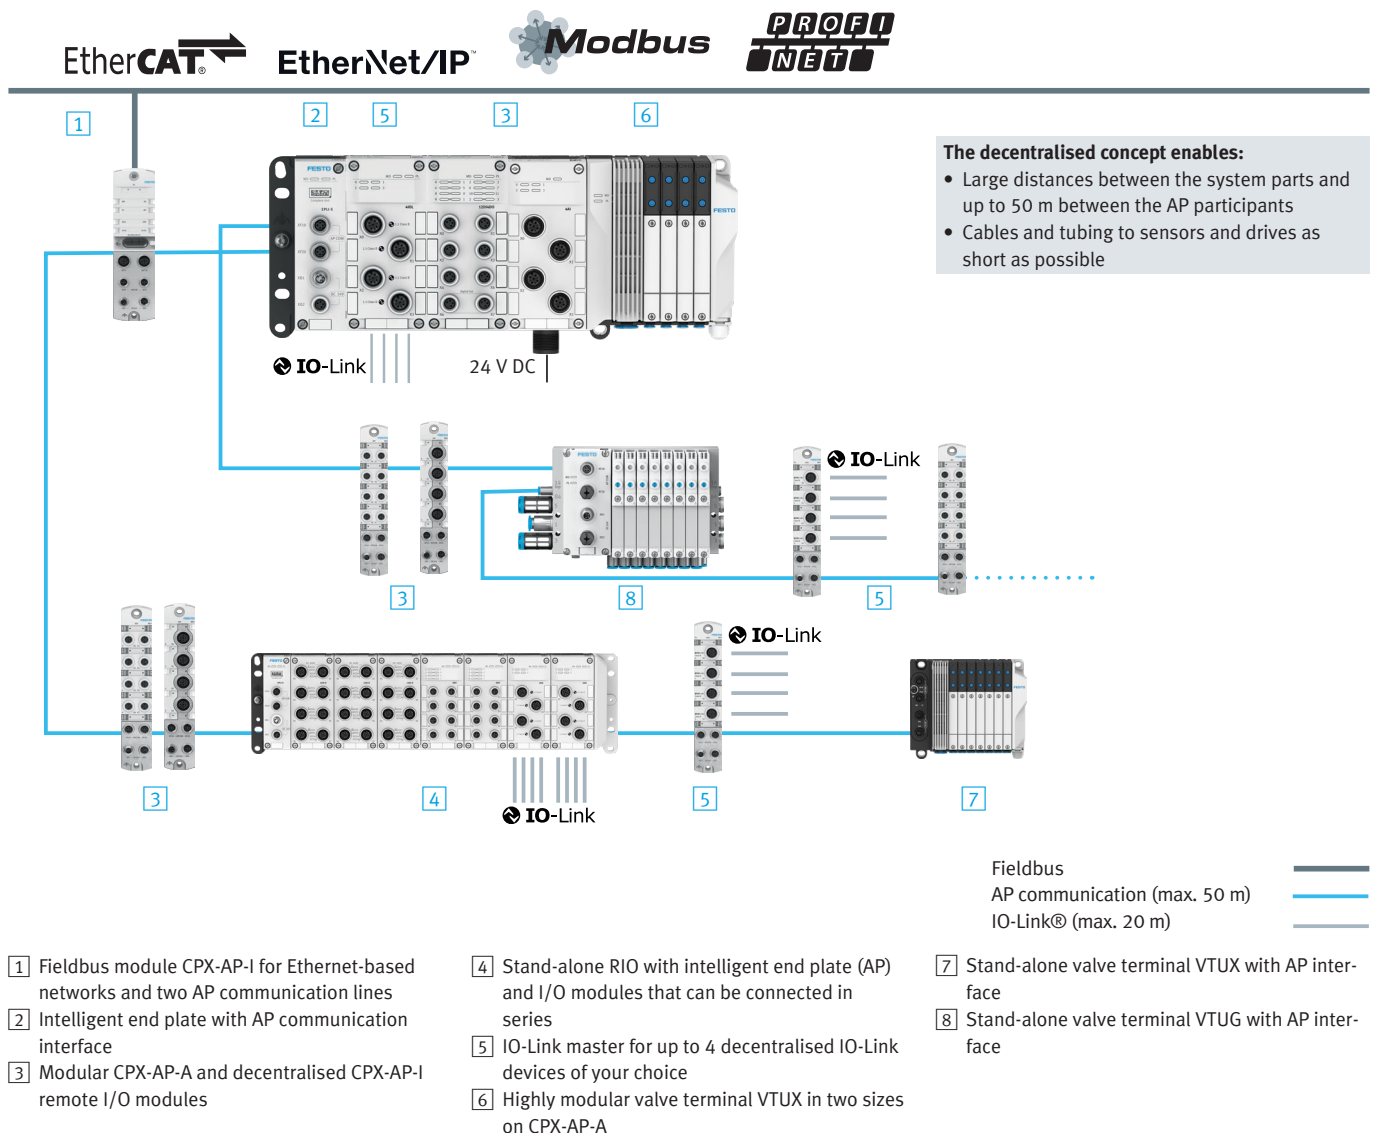 EtherCAT®
EtherNet/IP™
Modbus
PROFI
NET
1
2
5
3
6
The decentralised concept enables:
• Large distances between the system parts and
up to 50 m between the AP participants
• Cables and tubing to sensors and drives as
short as possible
FESTO
FESTO
IO-Link
24 V DC
FESTO
IO-Link
3
8
5
IO-Link
FESTO
3
4
5
7
IO-Link
Fieldbus
AP communication (max. 50 m)
IO-Link® (max. 20 m)
1 Fieldbus module CPX-AP-I for Ethernet-based
networks and two AP communication lines
2 Intelligent end plate with AP communication
interface
3 Modular CPX-AP-A and decentralised CPX-AP-I
remote I/O modules
4 Stand-alone RIO with intelligent end plate (AP)
and I/O modules that can be connected in
series
5 IO-Link master for up to 4 decentralised IO-Link
devices of your choice
6 Highly modular valve terminal VTUX in two sizes
on CPX-AP-A
7 Stand-alone valve terminal VTUX with AP inter-
face
8 Stand-alone valve terminal VTUG with AP inter-
face